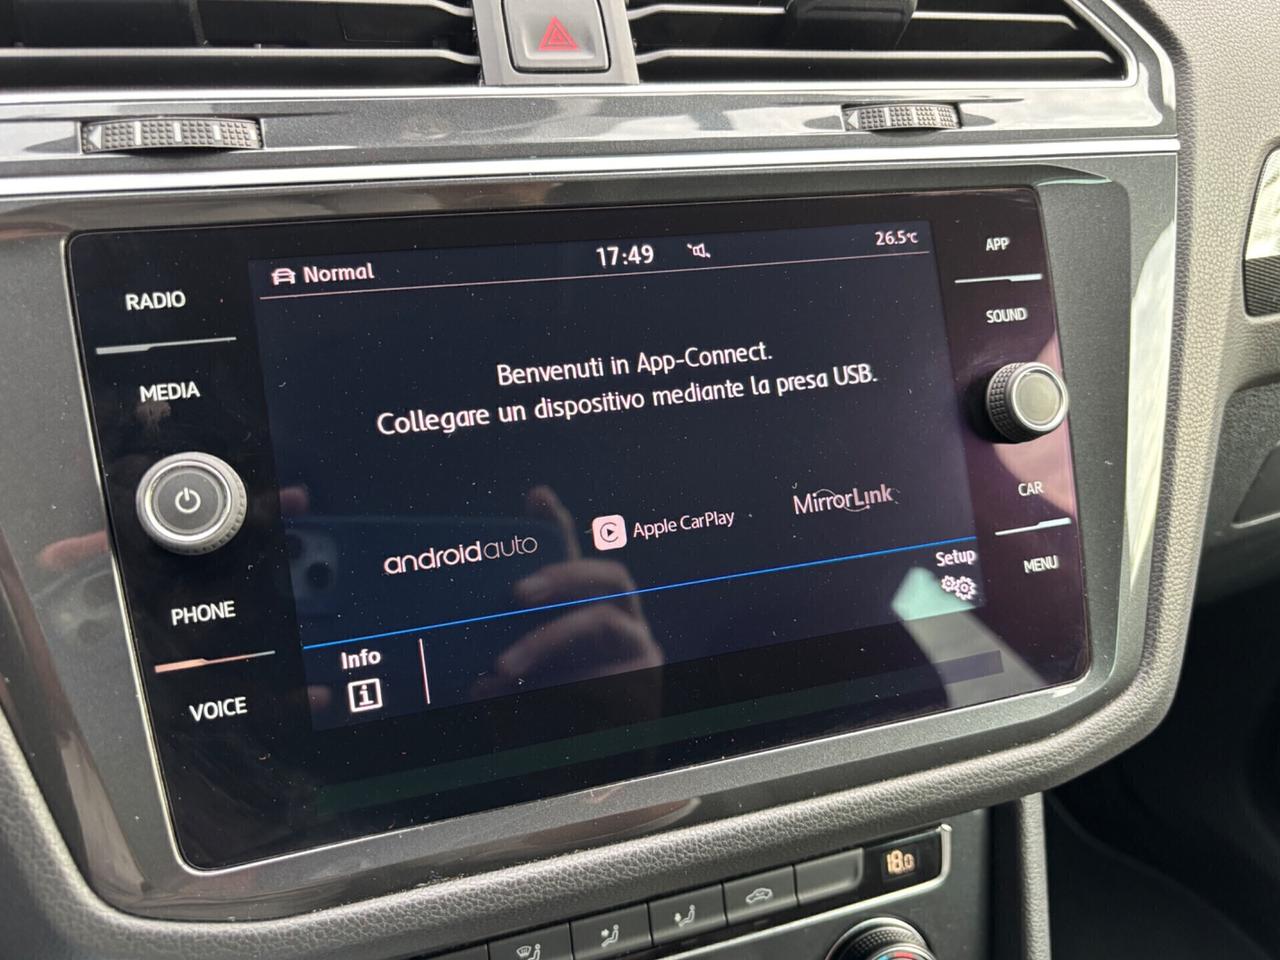 Normal
17:49
26.5°C
APP
RADIO
SOUND
Benvenuti in App-Connect.
Collegare un dispositivo mediante la presa USB.
MEDIA
CAR
androidauto
Apple CarPlay
MirrorLink
Setup
MENU
PHONE
Info
i
VOICE
18.0